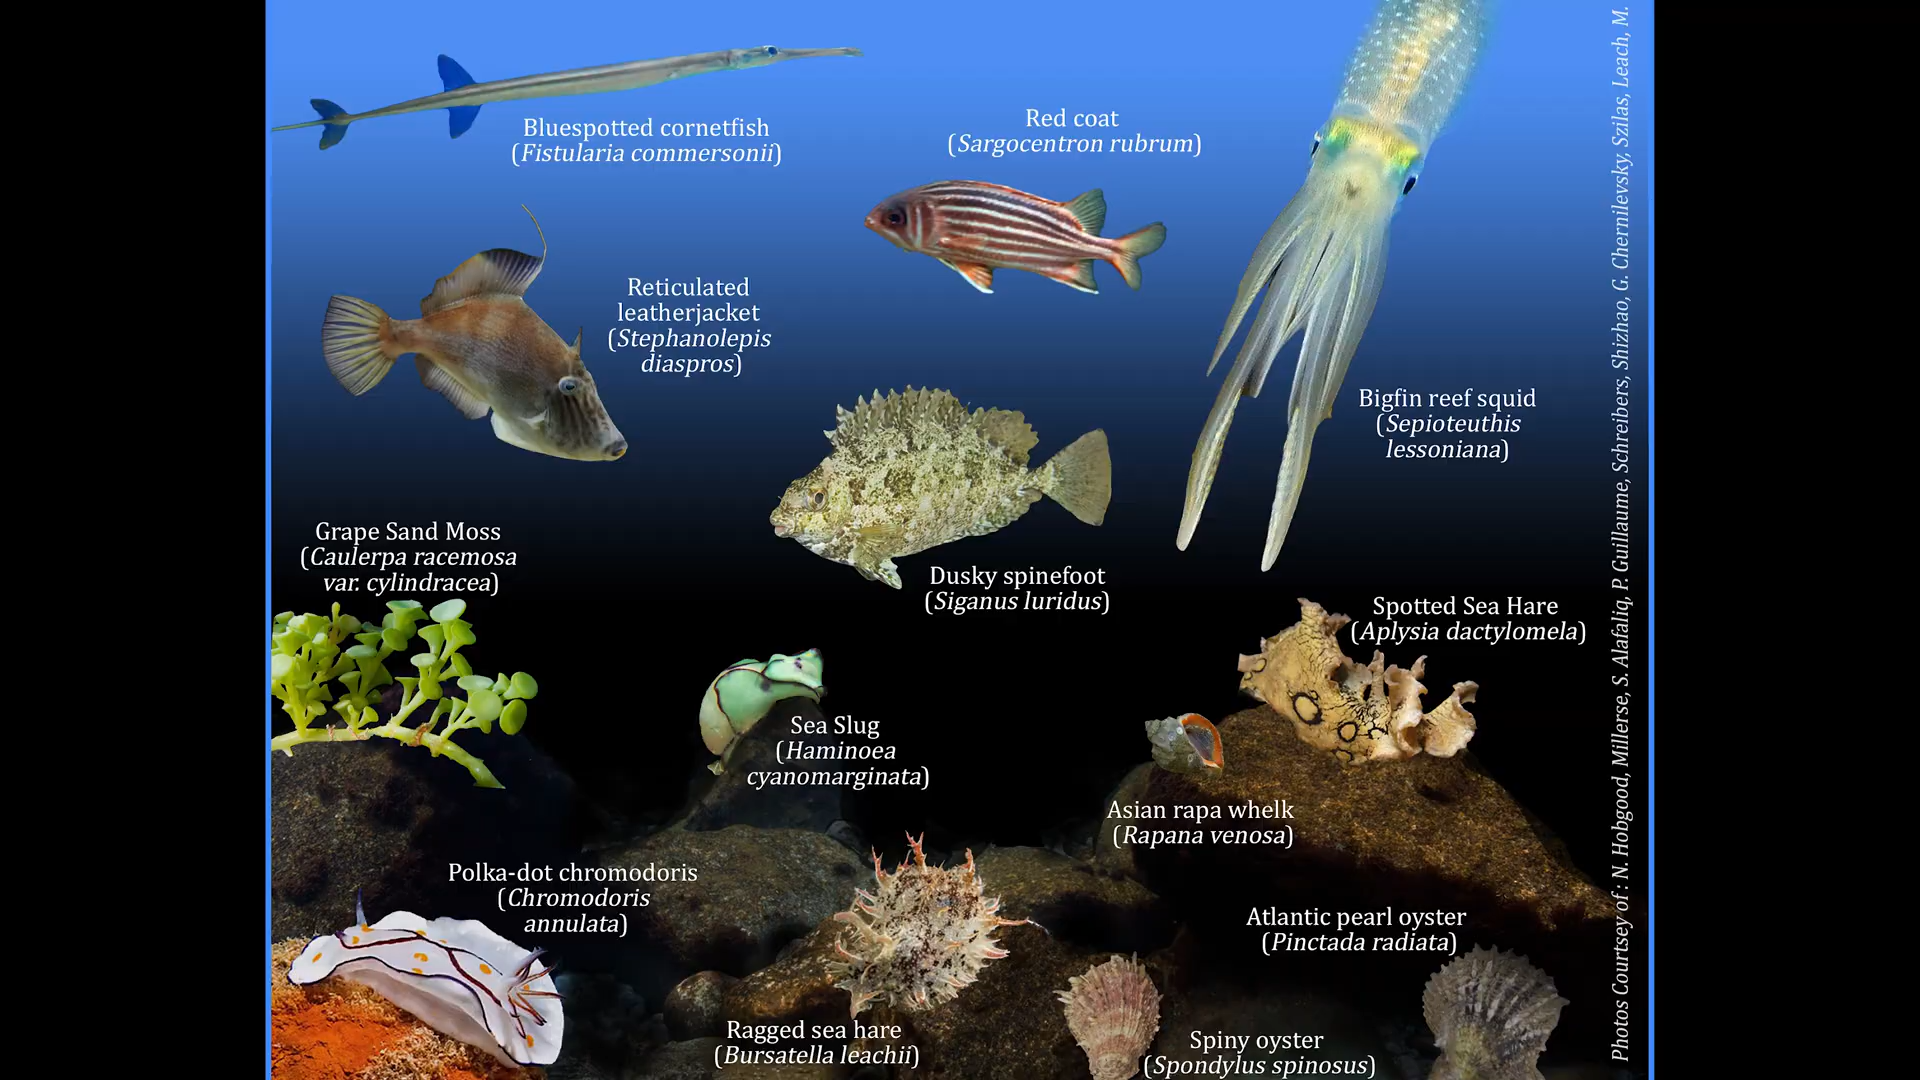 Bluespotted cornetfish
(Fistularia commersonii)
Red coat
(Sargocentron rubrum)
Reticulated
leatherjacket
(Stephanolepis
diaspros)
Bigfin reef squid
(Sepioteuthis
lessoniana)
Grape Sand Moss
(Caulerpa racemosa
var. cylindracea)
Dusky spinefoot
(Siganus luridus)
Spotted Sea Hare
(Aplysia dactylomela)
Sea Slug
(Haminoea
cyanomarginata)
Asian rapa whelk
(Rapana venosa)
Polka-dot chromodoris
(Chromodoris
annulata)
Atlantic pearl oyster
(Pinctada radiata)
Ragged sea hare
(Bursatella leachii)
Spiny oyster
(Spondylus spinosus)
Photos Courtsey of : N. Hobgood, Millerse, S. Alafaliq, P. Guillaume, Schreibers, Shizhao, G. Chernilevsky, Szilas, Leach, M.